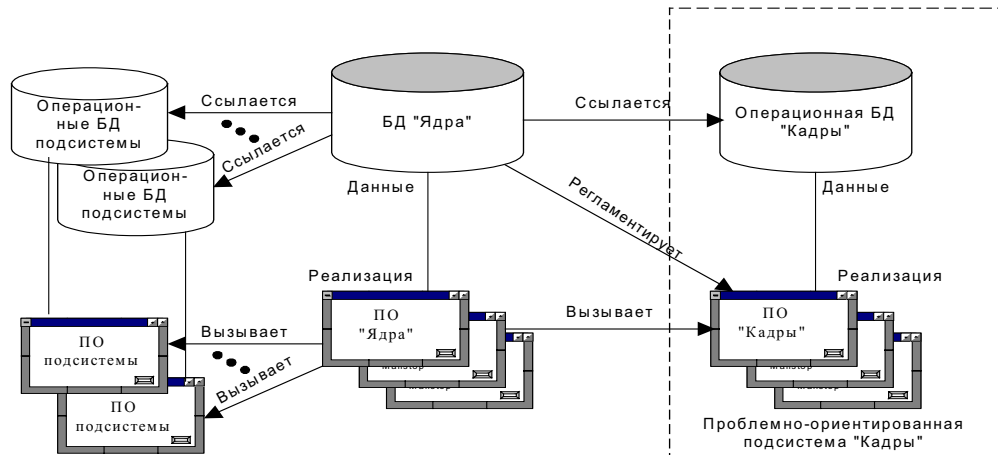 Операцион-
ные БД
подсистемы
Ссылается
Ссылается
Операцион-
ные БД
подсистемы
БД "Ядра"
Ссылается
Операционная БД
"Кадры"
Данные
Регламентирует
Данные
Реализация
Реализация
ПО
подсистемы
Вызывает
Вызывает
ПО
подсистемы
ПО
"Ядра"
Вызывает
ПО
"Кадры"
Проблемно-ориентированная
подсистема "Кадры"